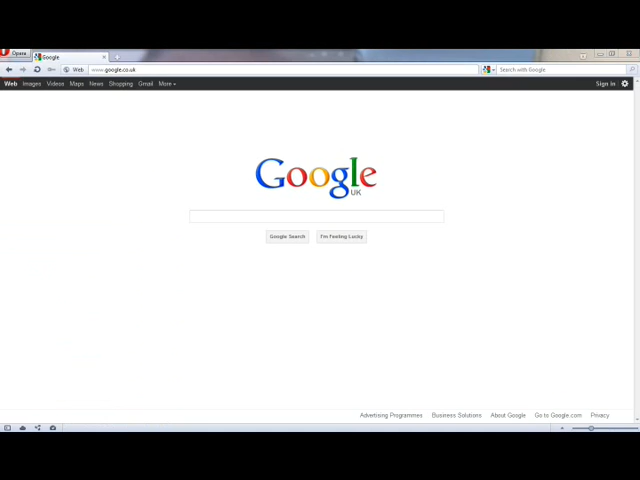 Opera
Google
Web
www.google.co.uk
Search with Google
Web Images Videos Maps News Shopping Gmail More
Sign in
Google
UK
Google Search
I'm Feeling Lucky
Advertising Programmes Business Solutions About Google Go to Google.com Privacy